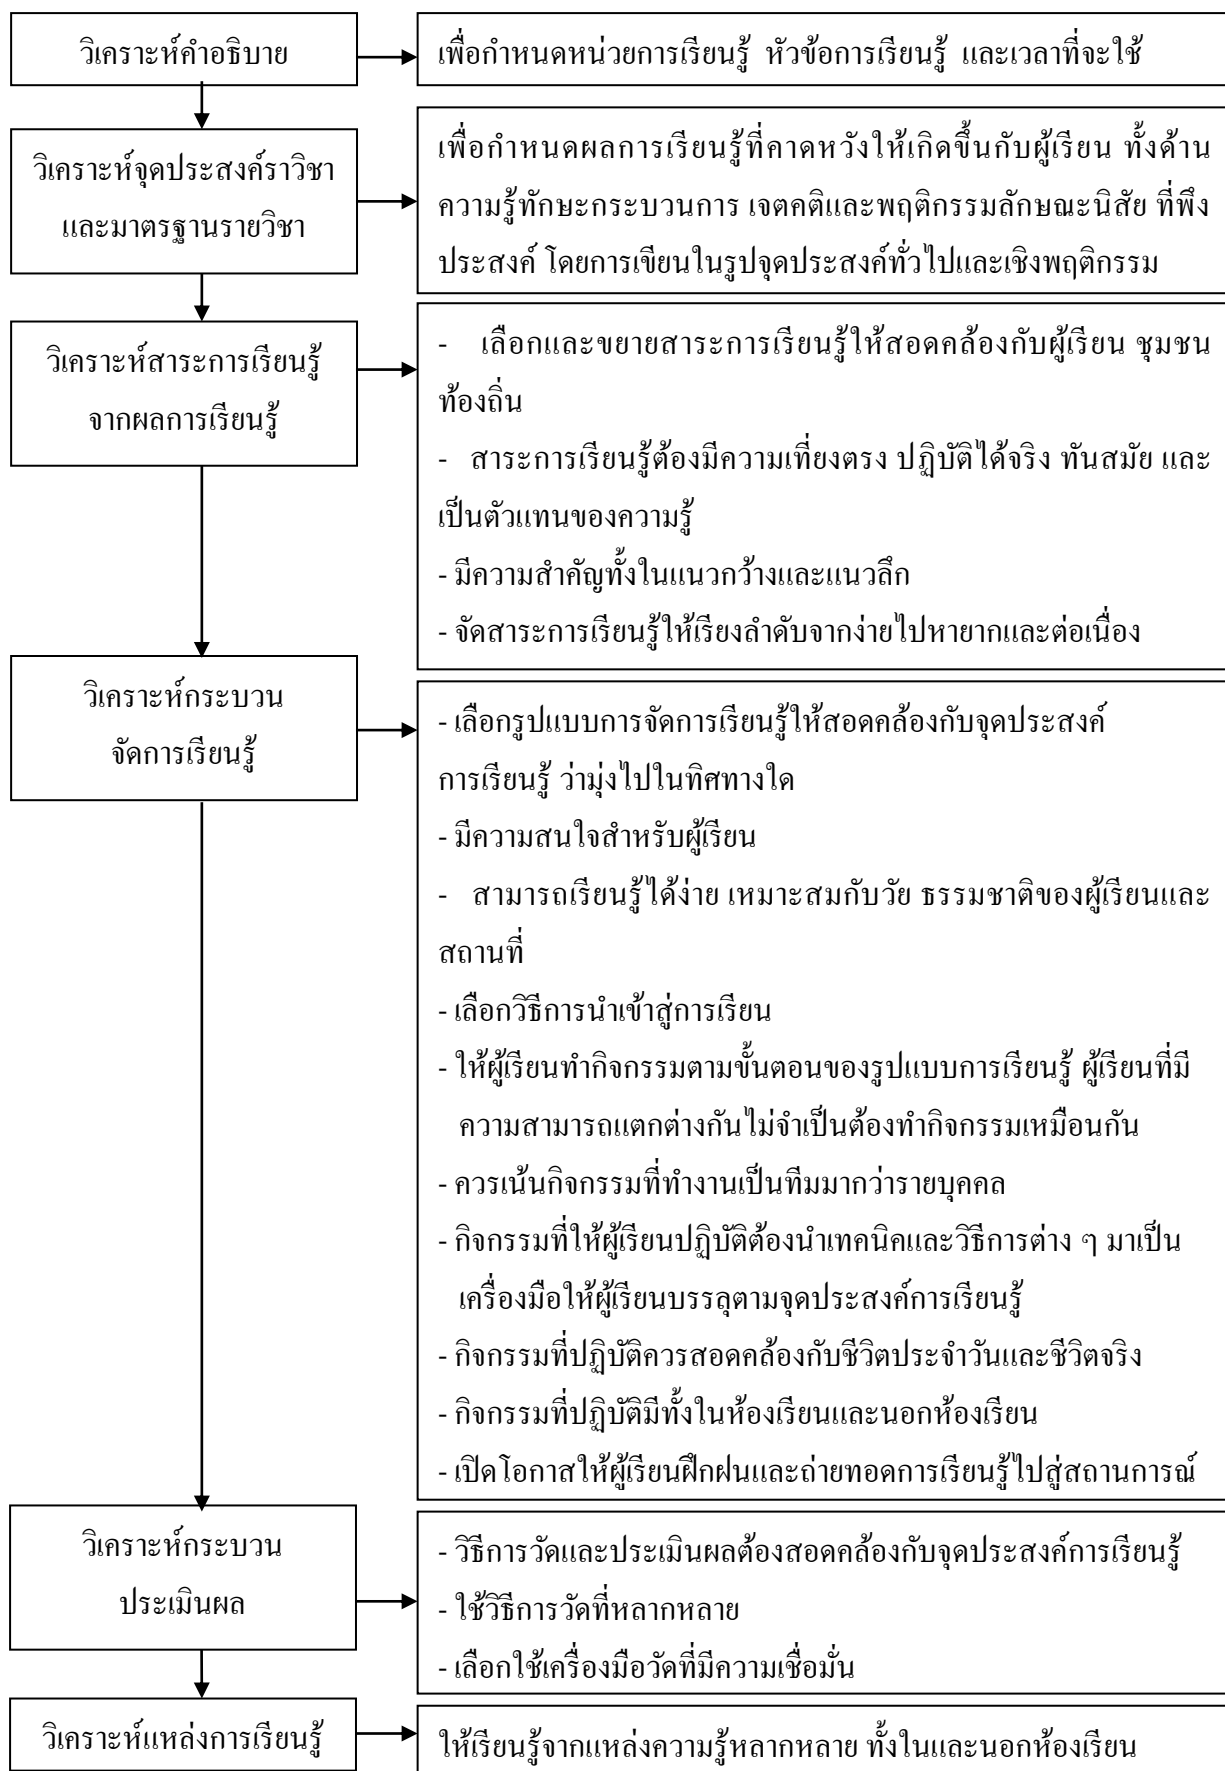 วิเคราะห์คำอธิบาย
เพื่อกำหนดหน่วยการเรียนรู้ หัวข้อการเรียนรู้ และเวลาที่จะใช้
วิเคราะห์จุดประสงค์ราวิชา
และมาตรฐานรายวิชา
เพื่อกำหนดผลการเรียนรู้ที่คาดหวังให้เกิดขึ้นกับผู้เรียน ทั้งด้าน
ความรู้ทักษะกระบวนการ เจตคติและพฤติกรรมลักษณะนิสัย ที่พึง
ประสงค์ โดยการเขียนในรูปจุดประสงค์ทั่วไปและเชิงพฤติกรรม
วิเคราะห์สาระการเรียนรู้
จากผลการเรียนรู้
- เลือกและขยายสาระการเรียนรู้ให้สอดคล้องกับผู้เรียน ชุมชน
ท้องถิ่น
- สาระการเรียนรู้ต้องมีความเที่ยงตรง ปฏิบัติได้จริง ทันสมัย และ
เป็นตัวแทนของความรู้
- มีความสำคัญทั้งในแนวกว้างและแนวลึก
- จัดสาระการเรียนรู้ให้เรียงลำดับจากง่ายไปหายากและต่อเนื่อง
วิเคราะห์กระบวน
จัดการเรียนรู้
- เลือกรูปแบบการจัดการเรียนรู้ให้สอดคล้องกับจุดประสงค์
การเรียนรู้ ว่ามุ่งไปในทิศทางใด
- มีความสนใจสำหรับผู้เรียน
- สามารถเรียนรู้ได้ง่าย เหมาะสมกับวัย ธรรมชาติของผู้เรียนและ
สถานที่
- เลือกวิธีการนำเข้าสู่การเรียน
- ให้ผู้เรียนทำกิจกรรมตามขั้นตอนของรูปแบบการเรียนรู้ ผู้เรียนที่มี
ความสามารถแตกต่างกันไม่จำเป็นต้องทำกิจกรรมเหมือนกัน
- ควรเน้นกิจกรรมที่ทำงานเป็นทีมมากว่ารายบุคคล
- กิจกรรมที่ให้ผู้เรียนปฏิบัติต้องนำเทคนิคและวิธีการต่าง ๆ มาเป็น
เครื่องมือให้ผู้เรียนบรรลุตามจุดประสงค์การเรียนรู้
- กิจกรรมที่ปฏิบัติควรสอดคล้องกับชีวิตประจำวันและชีวิตจริง
- กิจกรรมที่ปฏิบัติมีทั้งในห้องเรียนและนอกห้องเรียน
- เปิดโอกาสให้ผู้เรียนฝึกฝนและถ่ายทอดการเรียนรู้ไปสู่สถานการณ์
วิเคราะห์กระบวน
ประเมินผล
- วิธีการวัดและประเมินผลต้องสอดคล้องกับจุดประสงค์การเรียนรู้
- ใช้วิธีการวัดที่หลากหลาย
- เลือกใช้เครื่องมือวัดที่มีความเชื่อมั่น
วิเคราะห์แหล่งการเรียนรู้
ให้เรียนรู้จากแหล่งความรู้หลากหลาย ทั้งในและนอกห้องเรียน